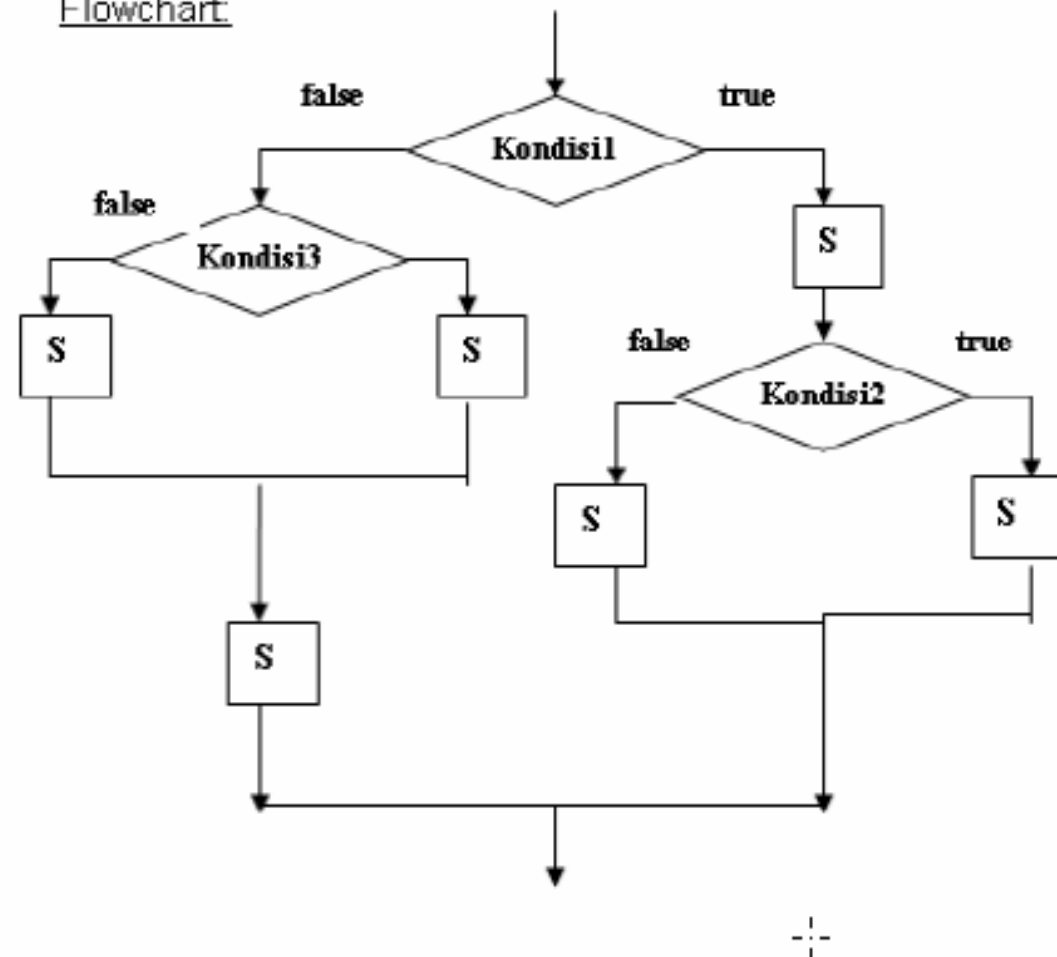 Flowchart:
false
true
Kondisi1
false
Kondisi3
S
S
S
false
true
Kondisi2
S
S
S